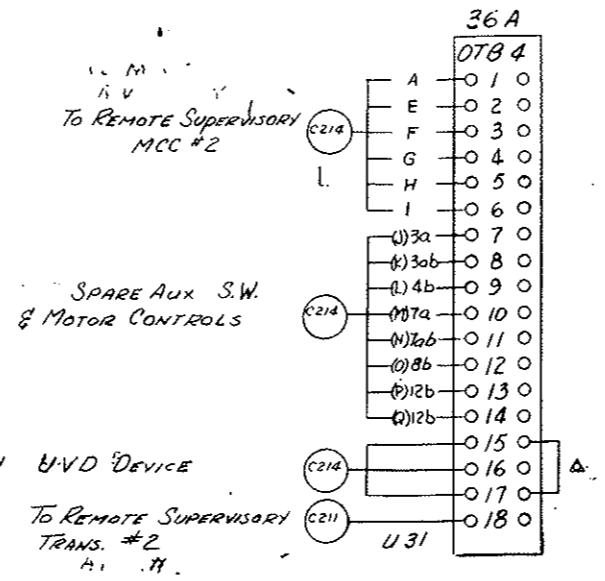 36A
OTB 4
A 1
E 2
To REMOTE SUPERVISORY
MCC #2
C214
F 3
G 4
H 5
I 6
(J) 3a 7
(K) 3ab 8
SPARE AUX S.W.
& MOTOR CONTROLS
C214
(L) 4b 9
(M) 7a 10
(N) 7ab 11
(O) 8b 12
(P) 12b 13
(Q) 12b 14
15
U.V.D DEVICE
C214
16
17
To REMOTE SUPERVISORY
TRANS. #2
C211
18
U31